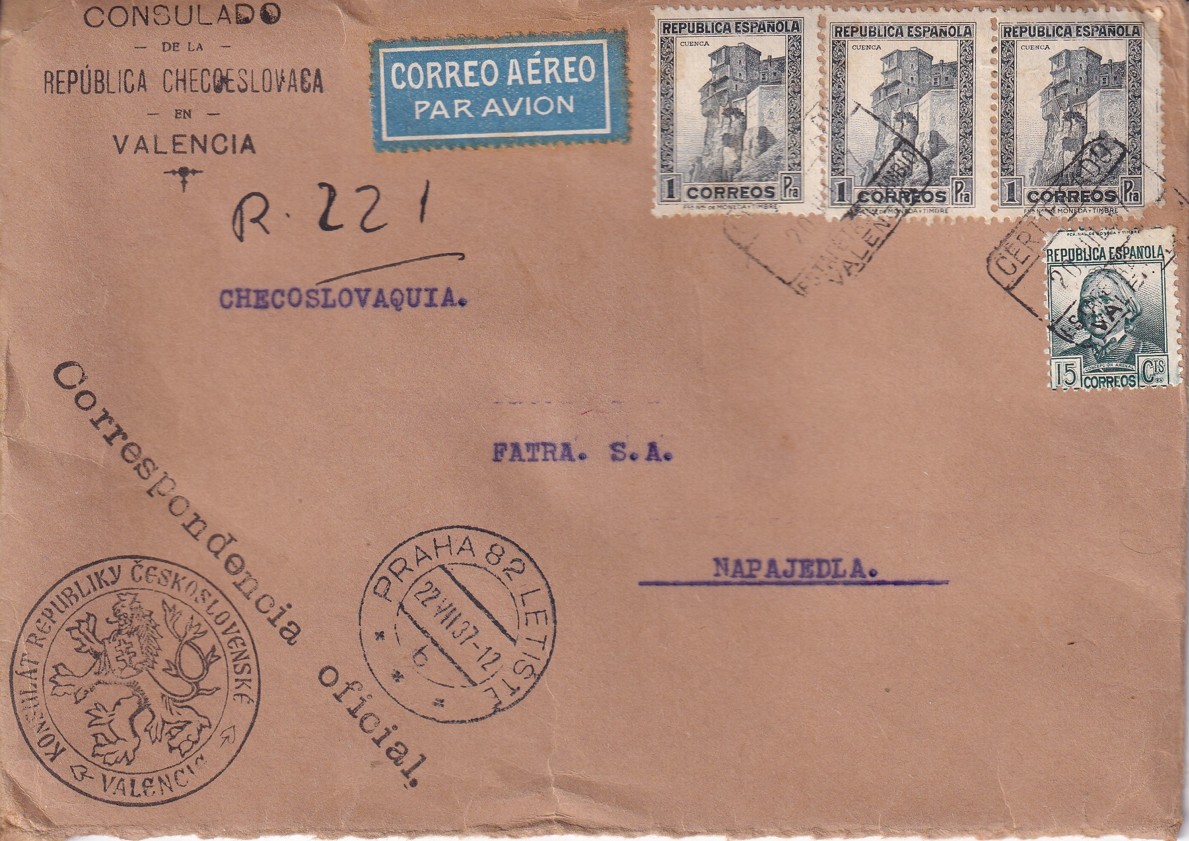 CONSULADO
— DE LA —
REPÚBLICA CHECOESLOVACA
— EN —
VALENCIA
CORREO AÉREO
PAR AVION
REPUBLICA ESPAÑOLA
CUENCA
1 CORREOS Pta
REPUBLICA ESPAÑOLA
CUENCA
1 CORREOS Pta
REPUBLICA ESPAÑOLA
CUENCA
1 CORREOS Pta
R. 221
CHECOSLOVAQUIA.
REPUBLICA ESPAÑOLA
15 CORREOS Cts
Correspondencia oficial.
FATRA. S.A.
NAPAJEDLA.
PRAHA 82-LETIŠTĚ
22.VIII.37-12
6
KONSULÁT REPUBLIKY ČESKOSLOVENSKÉ
VALENCIA